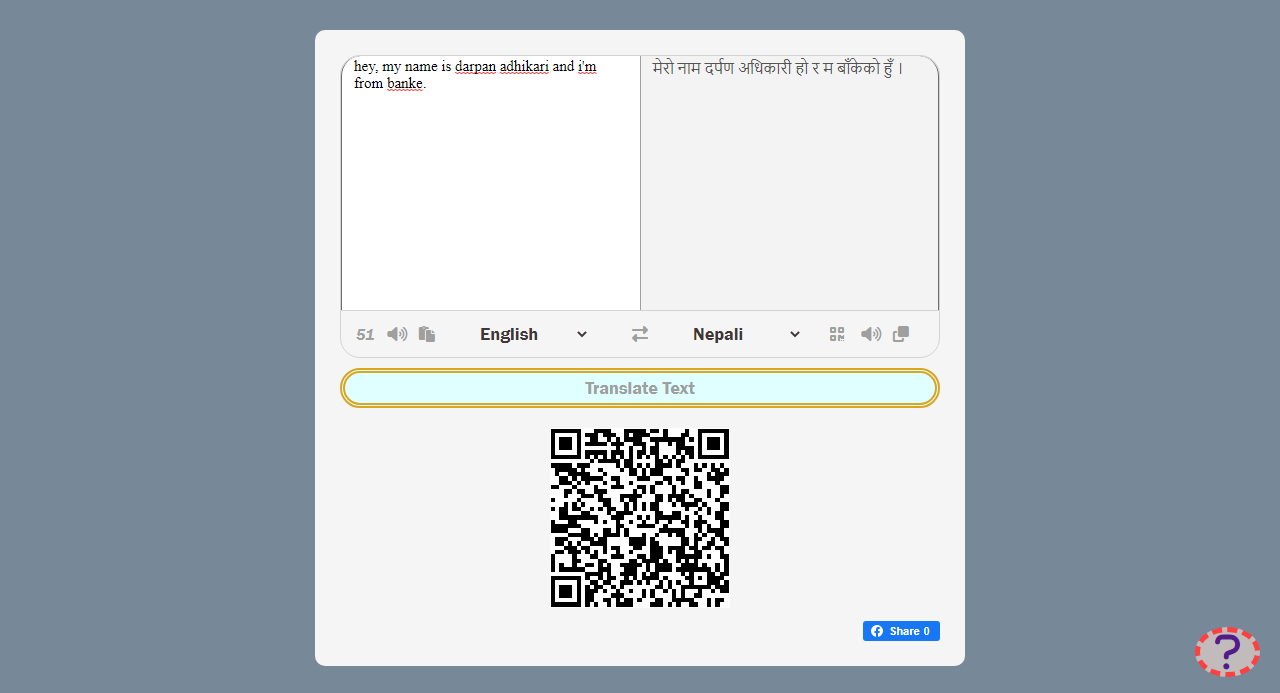 hey, my name is darpan adhikari and i'm
from banke.
मेरो नाम दर्पण अधिकारी हो र म बाँकेको हुँ ।
51
English
Nepali
Translate Text
Share 0
?